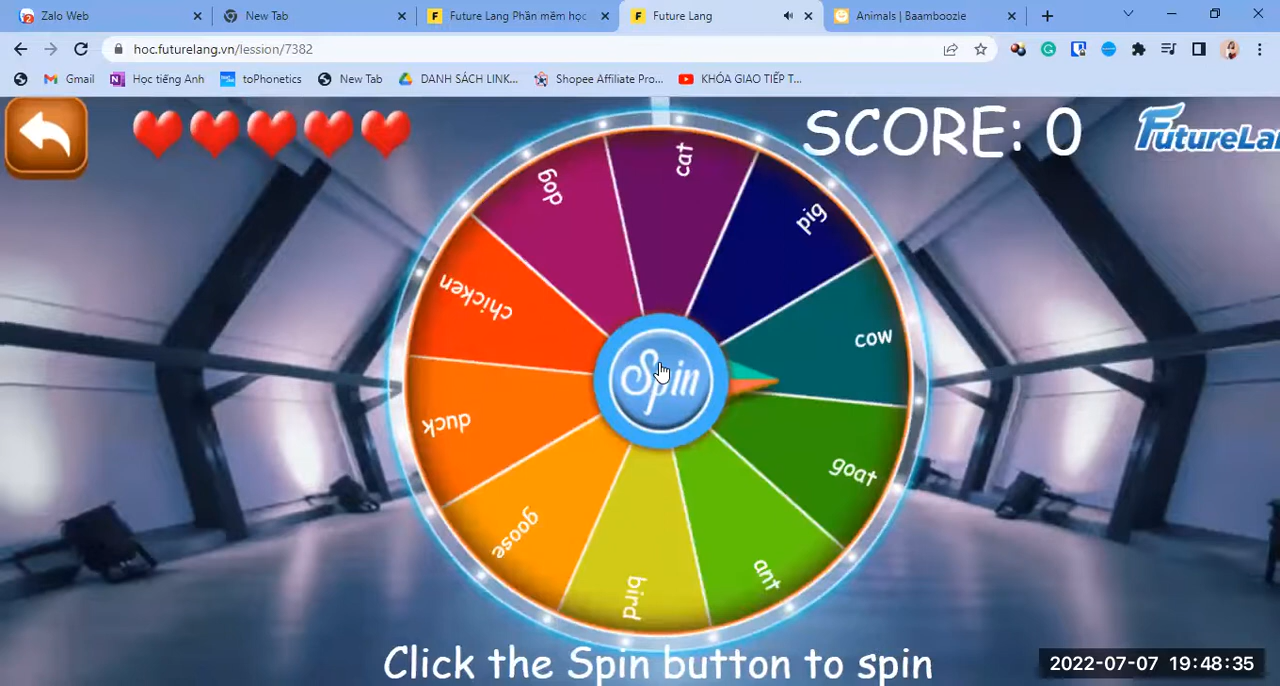 Zalo Web
New Tab
Future Lang Phần mềm học
Future Lang
Animals | Baamboozle
hoc.futurelang.vn/lession/7382
Gmail
Học tiếng Anh
toPhonetics
New Tab
DANH SÁCH LINK...
Shopee Affiliate Pro...
KHÓA GIAO TIẾP T...
SCORE: 0
FutureLan
cat
dog
pig
chicken
cow
Spin
duck
goat
goose
ant
bird
Click the Spin button to spin
2022-07-07 19:48:35